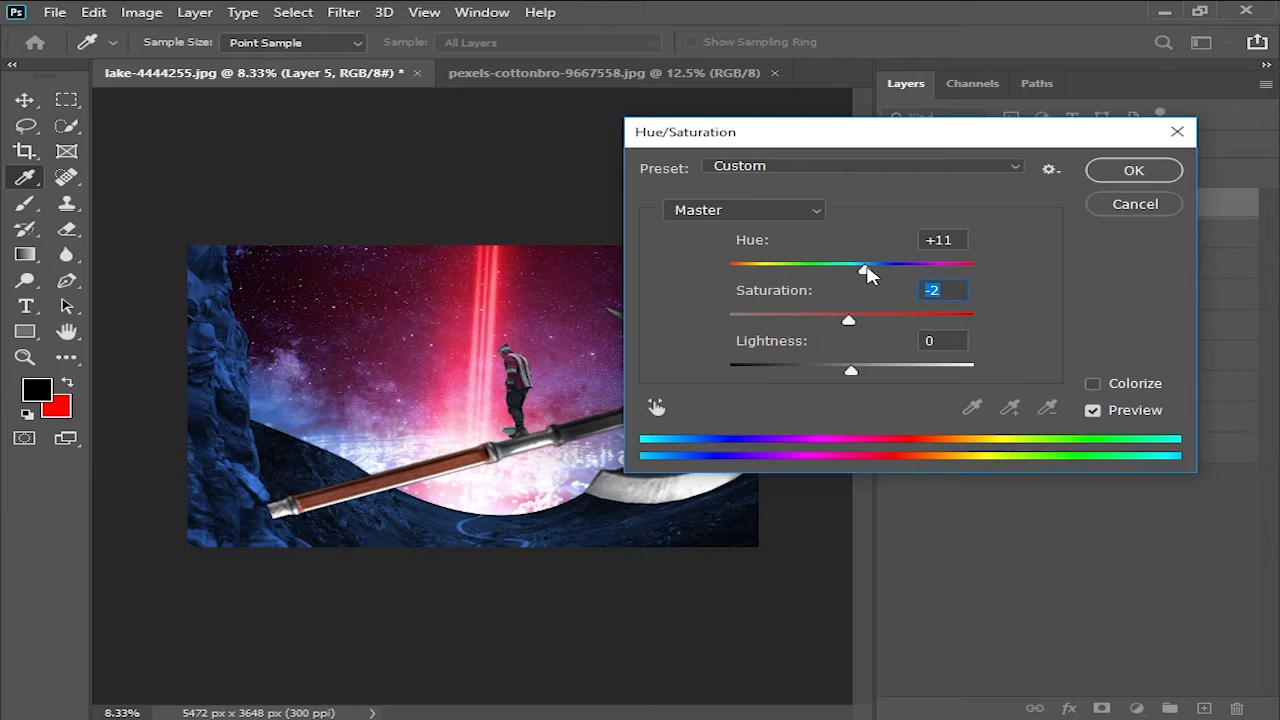 Ps File Edit Image Layer Type Select Filter 3D View Window Help
Sample Size: Point Sample Sample: All Layers Show Sampling Ring
lake-4444255.jpg @ 8.33% (Layer 5, RGB/8#) * pexels-cottonbro-9667558.jpg @ 12.5% (RGB/8)
Layers Channels Paths
Hue/Saturation
Preset: Custom
OK
Master
Cancel
Hue: +11
Saturation: -2
Lightness: 0
Colorize
Preview
8.33% 5472 px x 3648 px (300 ppi)